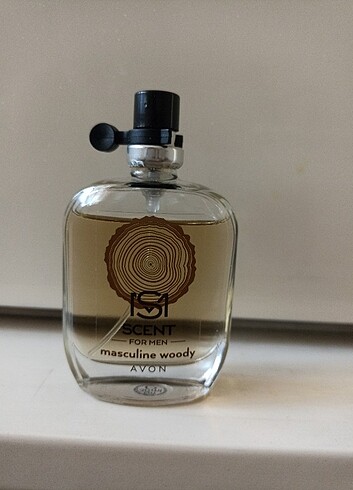 SCENT
FOR MEN
masculine woody
AVON